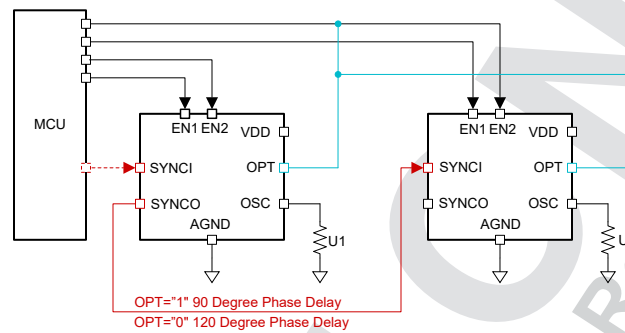 MCU
EN1 EN2
VDD
SYNCI
OPT
SYNCO
OSC
AGND
U1
EN1 EN2
VDD
SYNCI
OPT
SYNCO
OSC
AGND
U
OPT="1" 90 Degree Phase Delay
OPT="0" 120 Degree Phase Delay